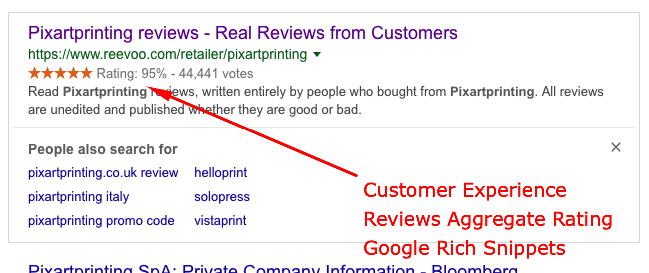 Pixartprinting reviews - Real Reviews from Customers
https://www.reevoo.com/retailer/pixartprinting
Rating: 95% - 44,441 votes
Read Pixartprinting reviews, written entirely by people who bought from Pixartprinting. All reviews
are unedited and published whether they are good or bad.
People also search for
pixartprinting.co.uk review helloprint
pixartprinting italy solopress
pixartprinting promo code vistaprint
Customer Experience
Reviews Aggregate Rating
Google Rich Snippets
Pixartprinting SpA: Private Company Information - Bloomberg